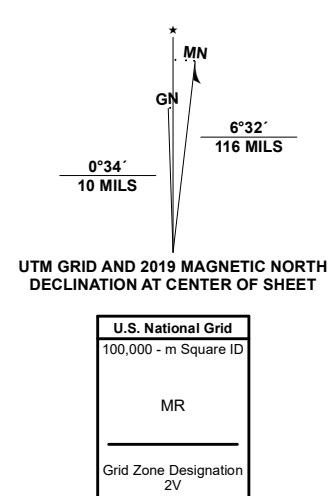 ★
MN
GN
6°32´
116 MILS
0°34´
10 MILS
UTM GRID AND 2019 MAGNETIC NORTH
DECLINATION AT CENTER OF SHEET
U.S. National Grid
100,000 - m Square ID
MR
Grid Zone Designation
2V